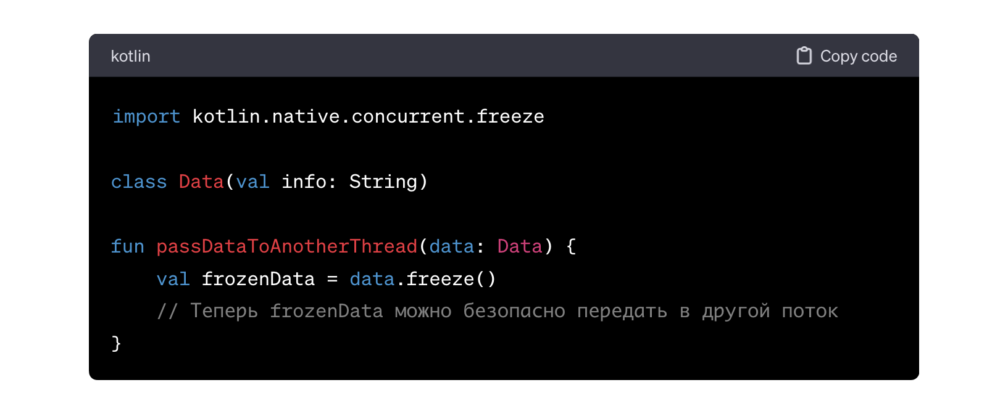 kotlin
Copy code
import kotlin.native.concurrent.freeze
class Data(val info: String)
fun passDataToAnotherThread(data: Data) {
    val frozenData = data.freeze()
    // Теперь frozenData можно безопасно передать в другой поток
}